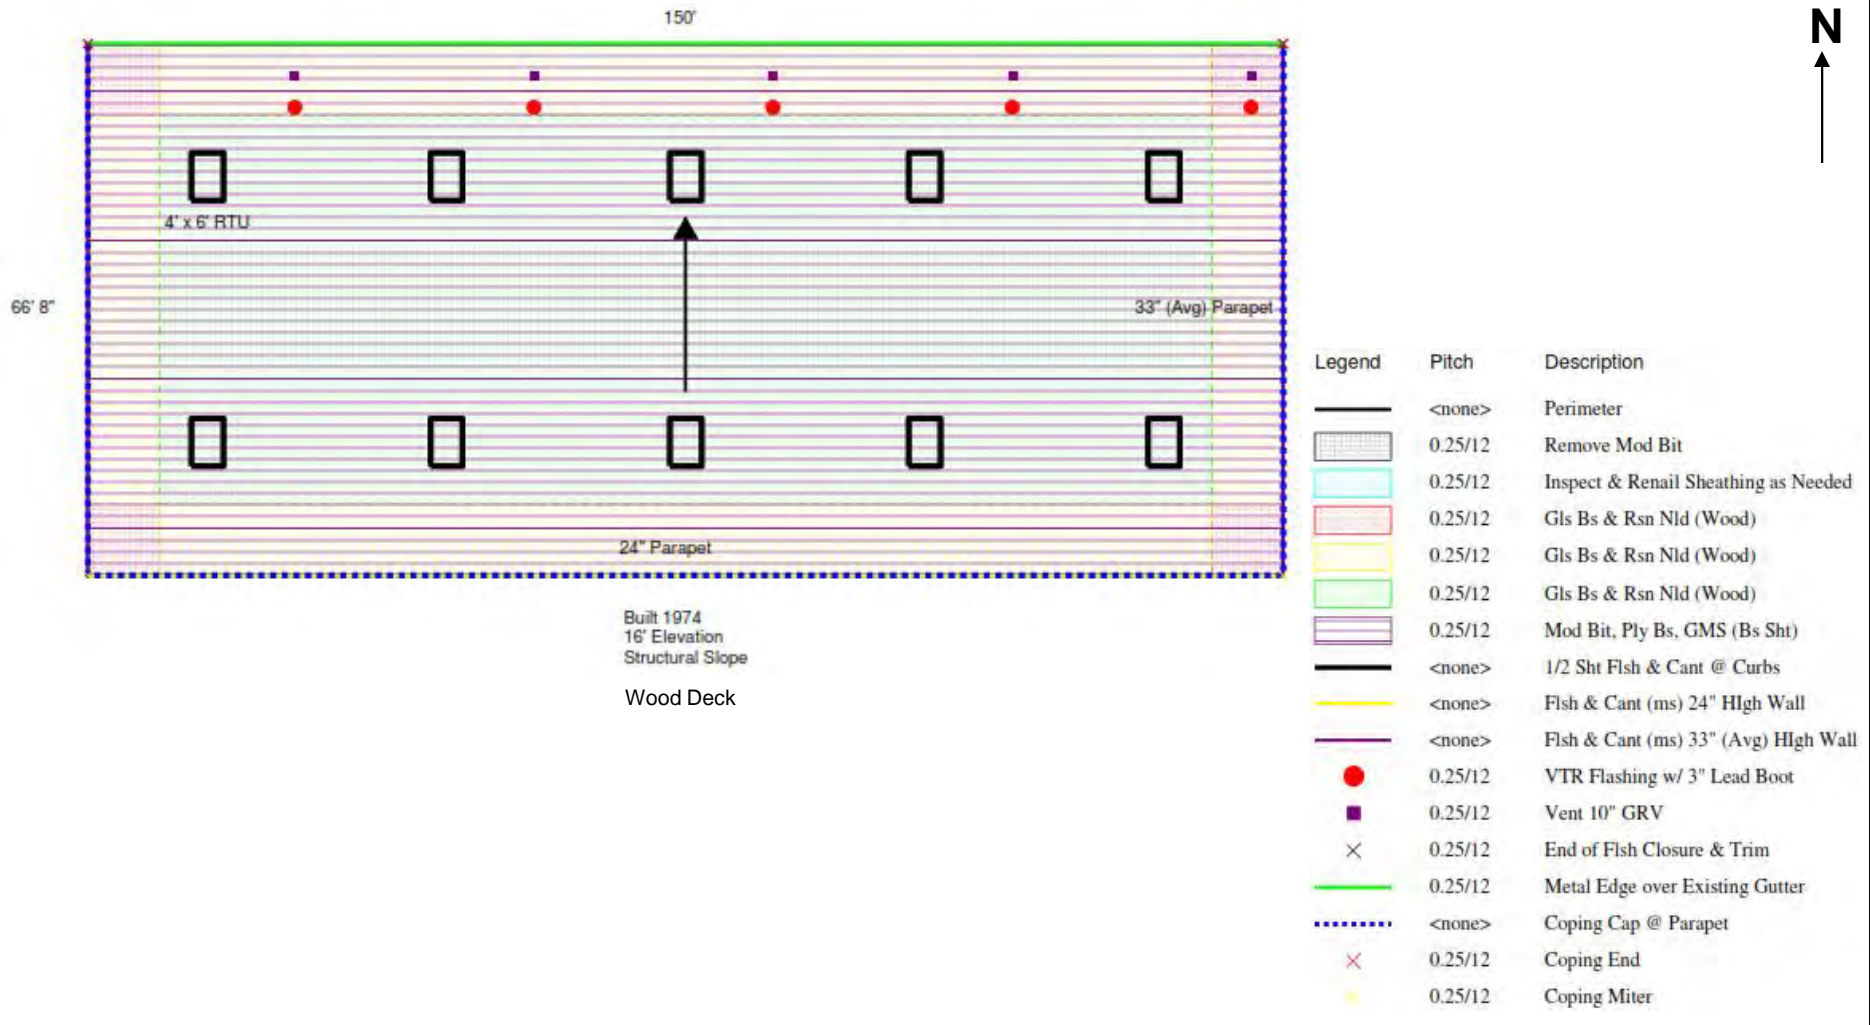 150'
N
4' x 6' RTU
66' 8"
33" (Avg) Parapet
24" Parapet
Built 1974
16' Elevation
Structural Slope
Wood Deck
Legend Pitch Description
<none> Perimeter
0.25/12 Remove Mod Bit
0.25/12 Inspect & Renail Sheathing as Needed
0.25/12 Gls Bs & Rsn Nld (Wood)
0.25/12 Gls Bs & Rsn Nld (Wood)
0.25/12 Gls Bs & Rsn Nld (Wood)
0.25/12 Mod Bit, Ply Bs, GMS (Bs Sht)
<none> 1/2 Sht Flsh & Cant @ Curbs
<none> Flsh & Cant (ms) 24" HIgh Wall
<none> Flsh & Cant (ms) 33" (Avg) HIgh Wall
0.25/12 VTR Flashing w/ 3" Lead Boot
0.25/12 Vent 10" GRV
0.25/12 End of Flsh Closure & Trim
0.25/12 Metal Edge over Existing Gutter
<none> Coping Cap @ Parapet
0.25/12 Coping End
0.25/12 Coping Miter